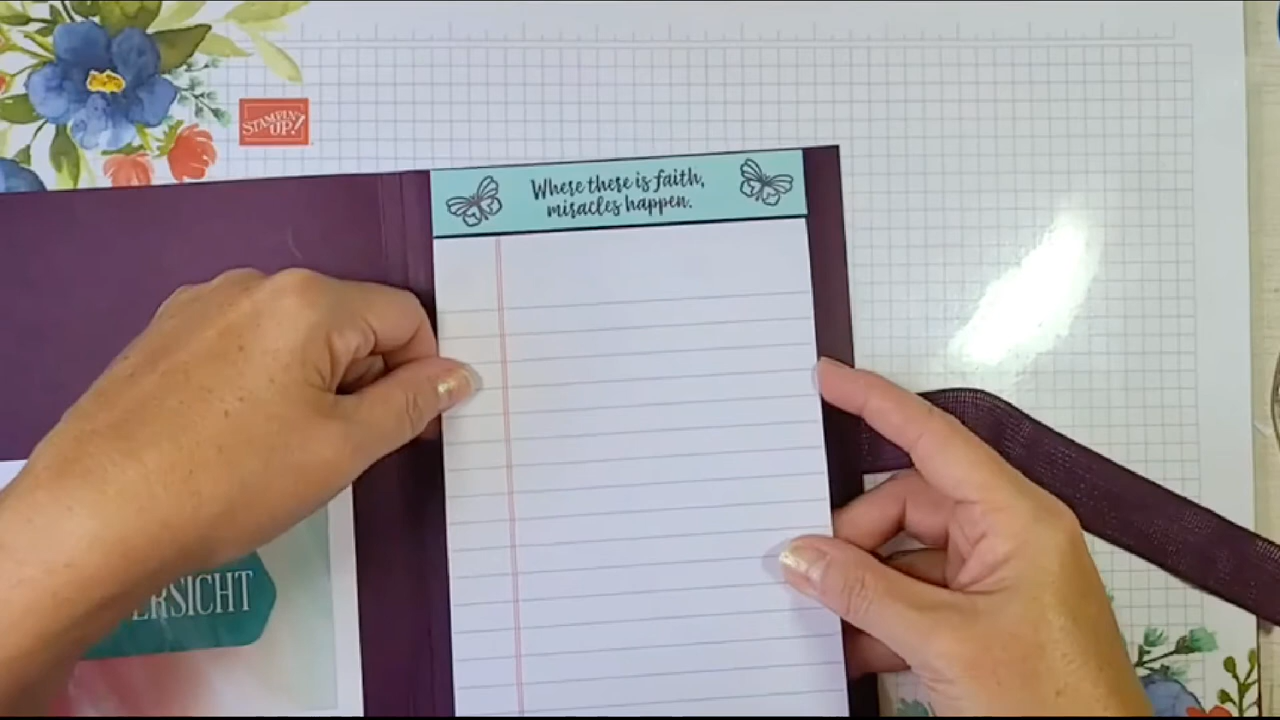 STAMPIN'
UP!
Where there is faith,
miracles happen.
ERSICHT